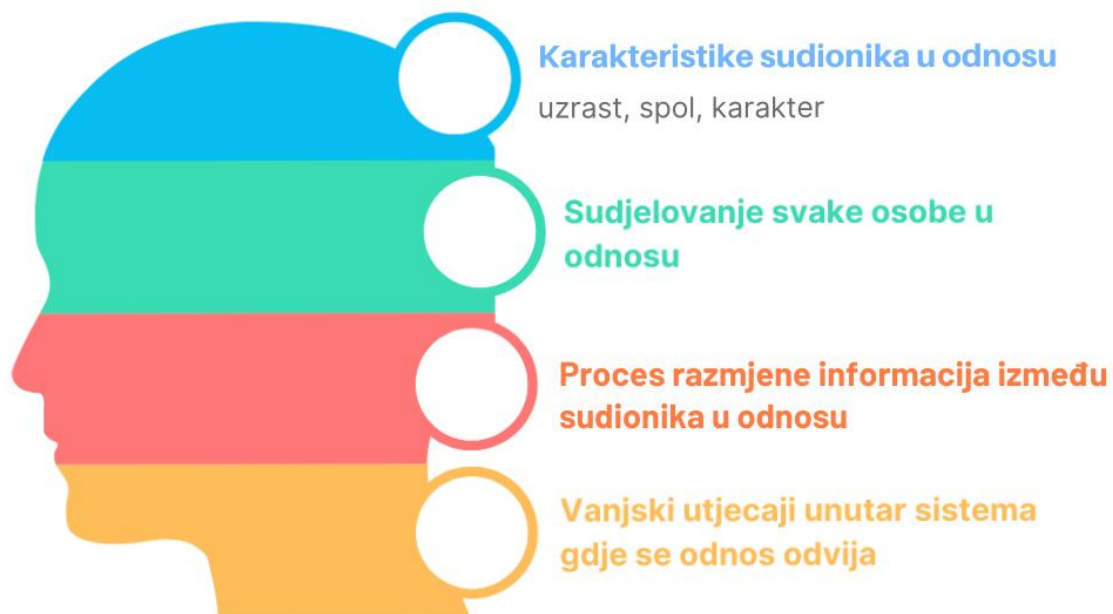 Karakteristike sudionika u odnosu
uzrast, spol, karakter
Sudjelovanje svake osobe u
odnosu
Proces razmjene informacija između
sudionika u odnosu
Vanjski utjecaji unutar sistema
gdje se odnos odvija